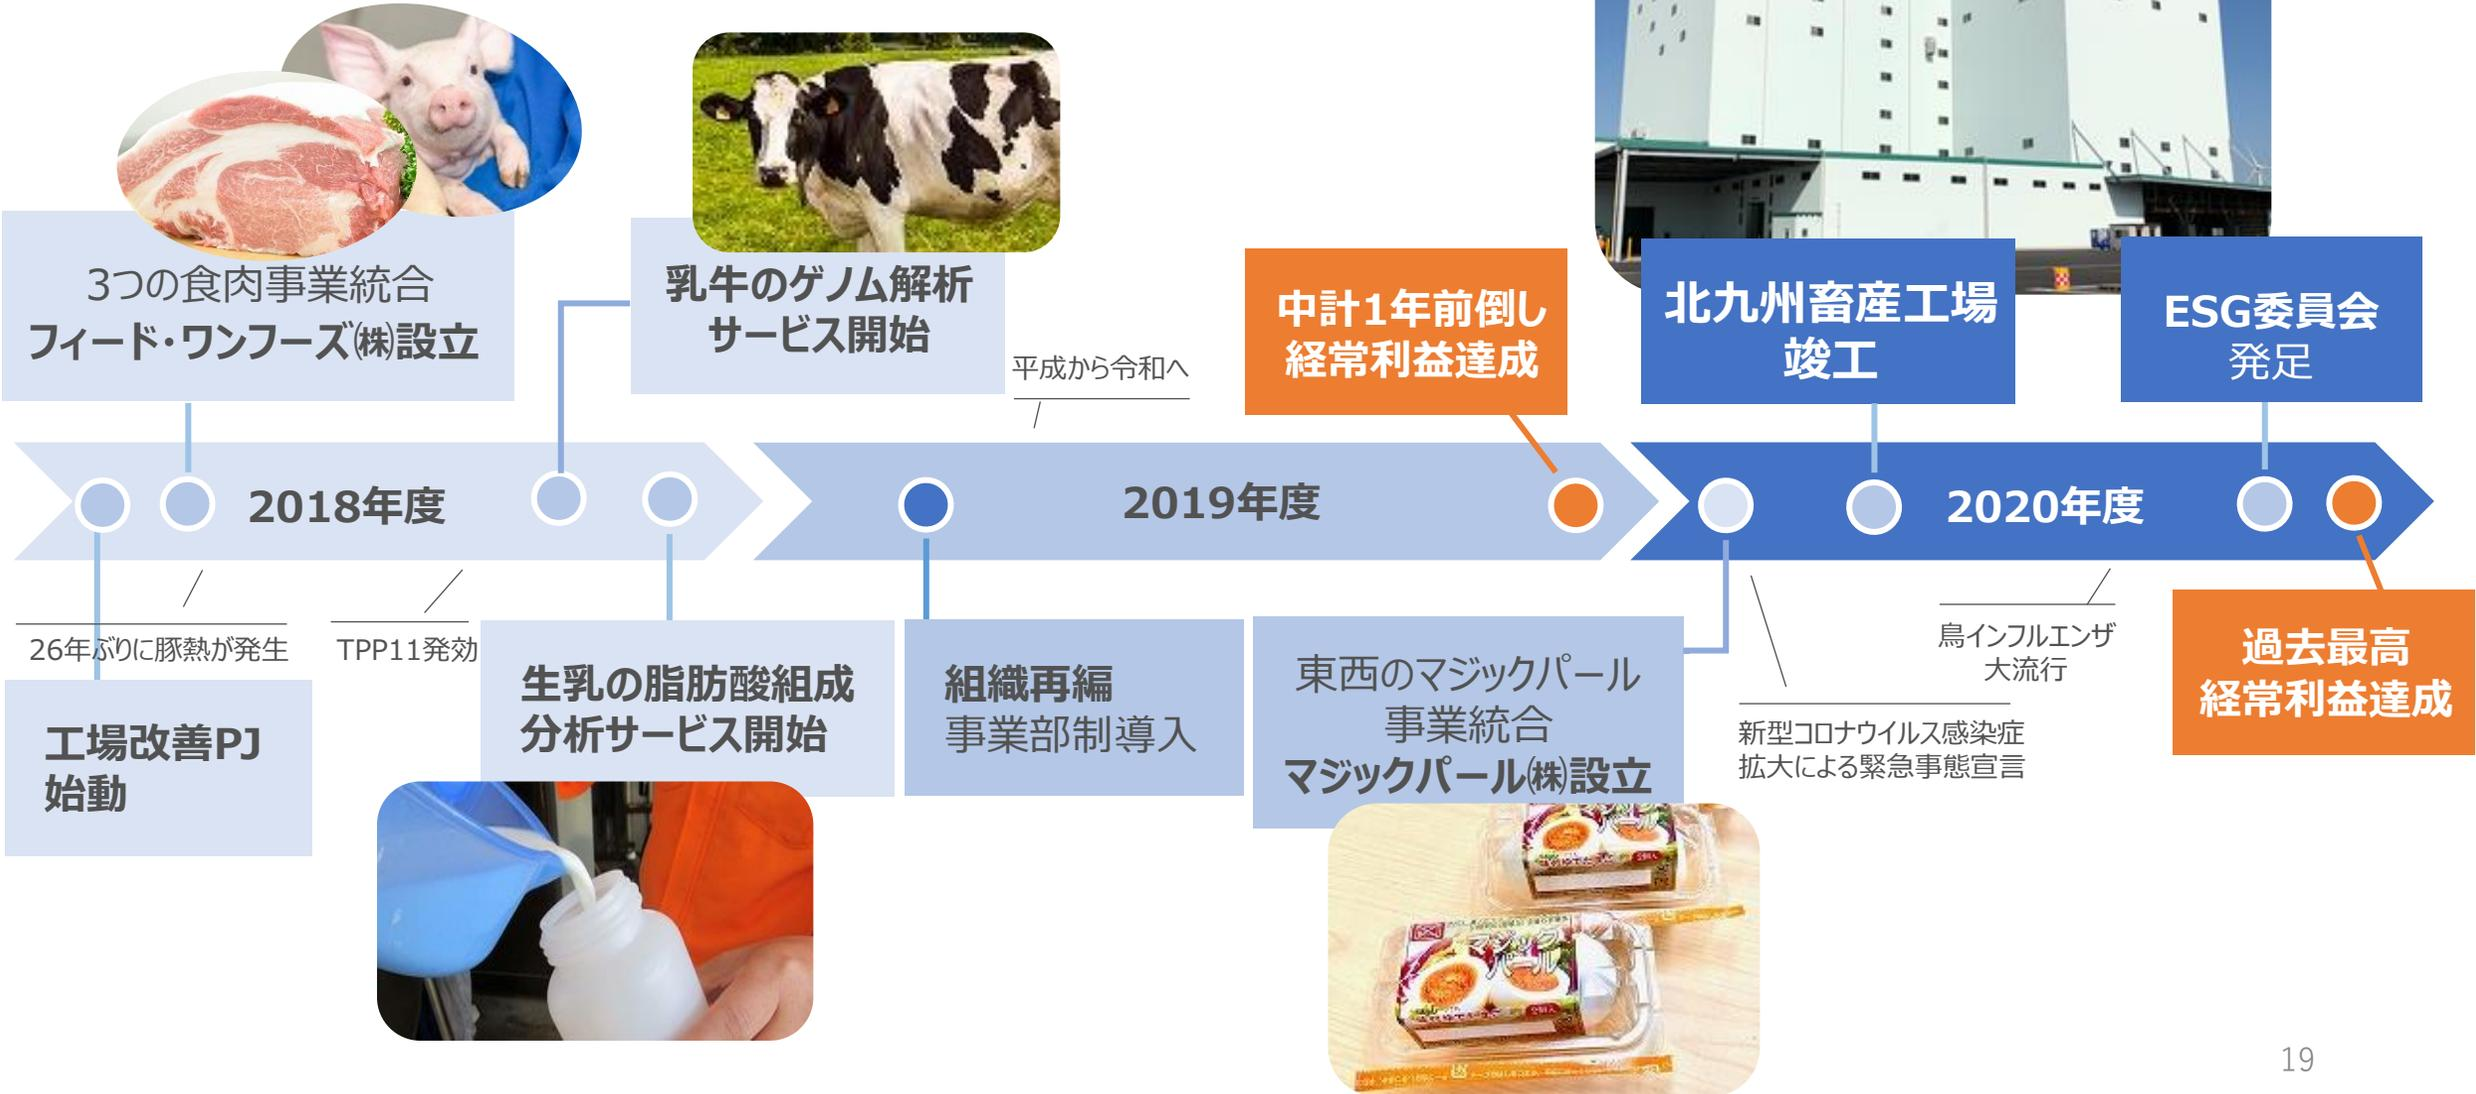 3つの食肉事業統合
フィード・ワンフーズ㈱設立
乳牛のゲノム解析
サービス開始
平成から令和へ
中計1年前倒し
経常利益達成
北九州畜産工場
竣工
ESG委員会
発足
2018年度
2019年度
2020年度
26年ぶりに豚熱が発生
TPP11発効
工場改善PJ
始動
生乳の脂肪酸組成
分析サービス開始
組織再編
事業部制導入
東西のマジックパール
事業統合
マジックパール㈱設立
新型コロナウイルス感染症
拡大による緊急事態宣言
鳥インフルエンザ
大流行
過去最高
経常利益達成
マジック
パール
19